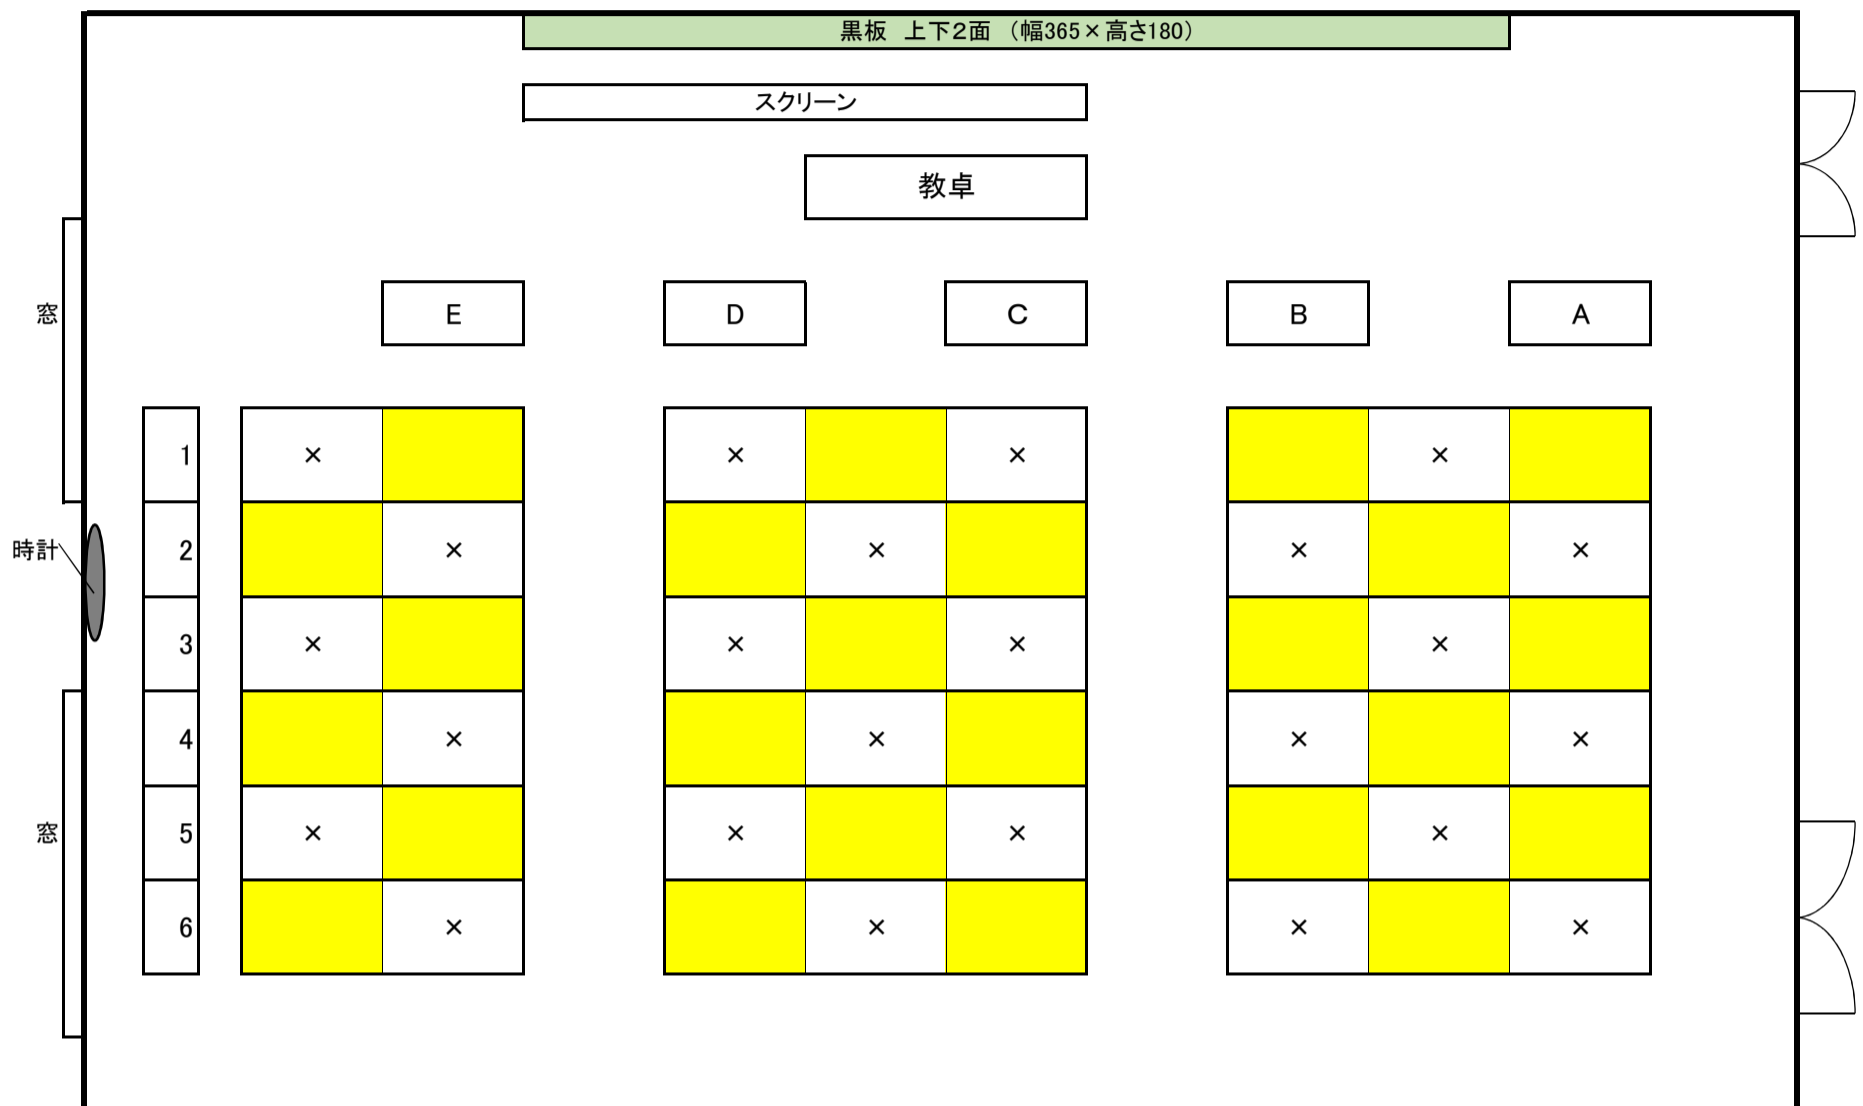 黒板　上下2面　（幅365×高さ180）
スクリーン
教卓
窓
E D C B A
1 × × × ×
時計
2 × × × ×
3 × × × ×
4 × × × ×
窓
5 × × × ×
6 × × × ×